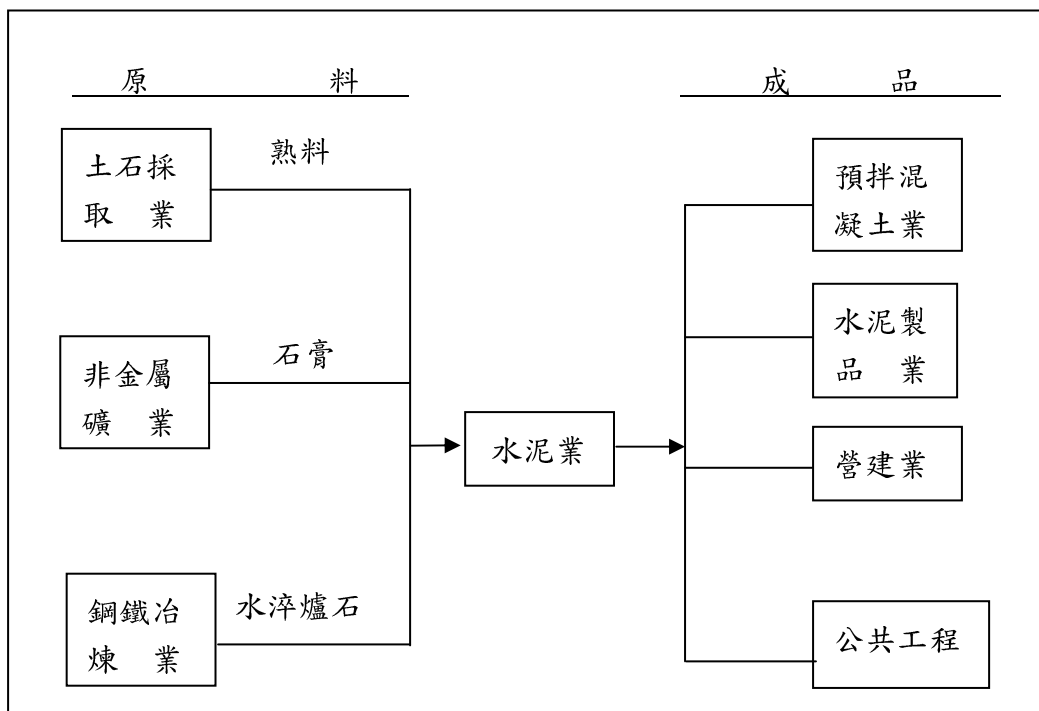 原 料
土石採
取 業
熟料
非金屬
礦 業
石膏
鋼鐵冶
煉 業
水淬爐石
水泥業
成 品
預拌混
凝土業
水泥製
品 業
營建業
公共工程